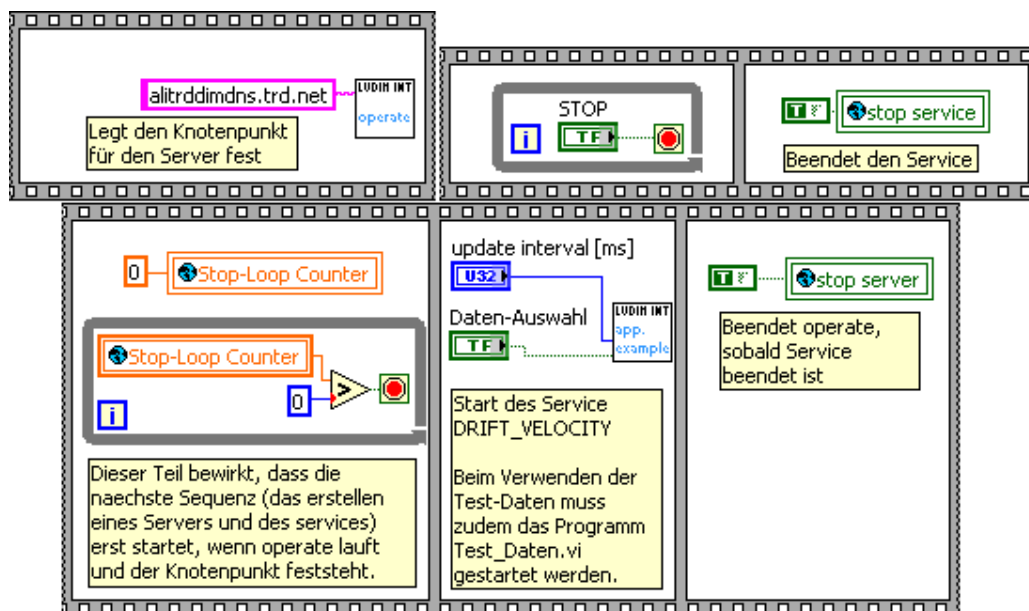 alitrddimdns.trd.net
LVDIM INT
operate
Legt den Knotenpunkt
für den Server fest
STOP
i
TF
T F
stop service
Beendet den Service
0
Stop-Loop Counter
Stop-Loop Counter
>
0
i
Dieser Teil bewirkt, dass die
naechste Sequenz (das erstellen
eines Servers und des services)
erst startet, wenn operate lauft
und der Knotenpunkt feststeht.
update interval [ms]
U32
Daten-Auswahl
TF
LVDIM INT
app.
example
Start des Service
DRIFT_VELOCITY
Beim Verwenden der
Test-Daten muss
zudem das Programm
Test_Daten.vi
gestartet werden.
T F
stop server
Beendet operate,
sobald Service
beendet ist